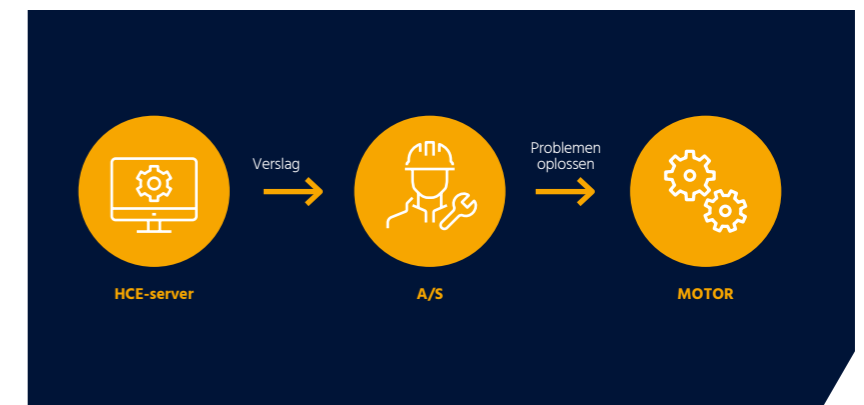 Verslag
Problemen
oplossen
HCE-server
A/S
MOTOR